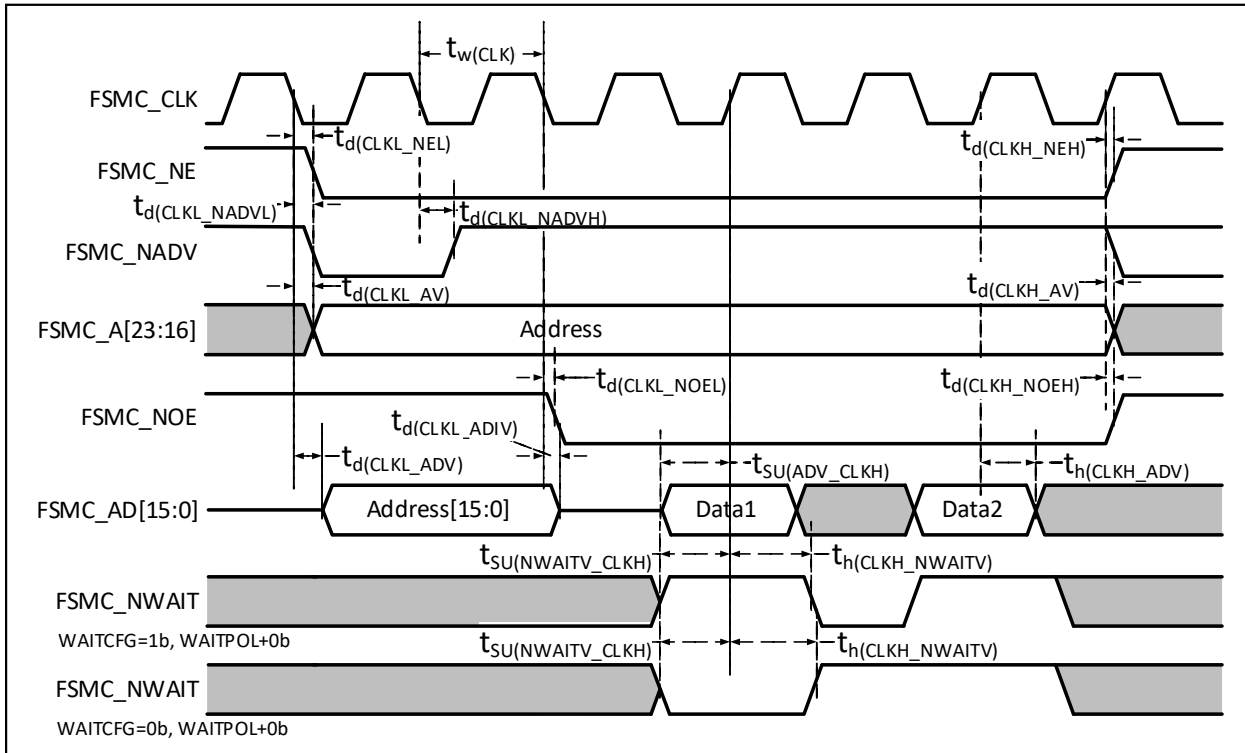 tw(CLK)
FSMC_CLK
td(CLKL_NEL)
td(CLKH_NEH)
FSMC_NE
td(CLKL_NADVL)
td(CLKL_NADVH)
FSMC_NADV
td(CLKL_AV)
td(CLKH_AV)
FSMC_A[23:16]
Address
td(CLKL_NOEL)
td(CLKH_NOEH)
FSMC_NOE
td(CLKL_ADIV)
td(CLKL_ADV)
tSU(ADV_CLKH)
th(CLKH_ADV)
FSMC_AD[15:0]
Address[15:0]
Data1
Data2
tSU(NWAITV_CLKH)
th(CLKH_NWAITV)
FSMC_NWAIT
WAITCFG=1b, WAITPOL+0b
tSU(NWAITV_CLKH)
th(CLKH_NWAITV)
FSMC_NWAIT
WAITCFG=0b, WAITPOL+0b